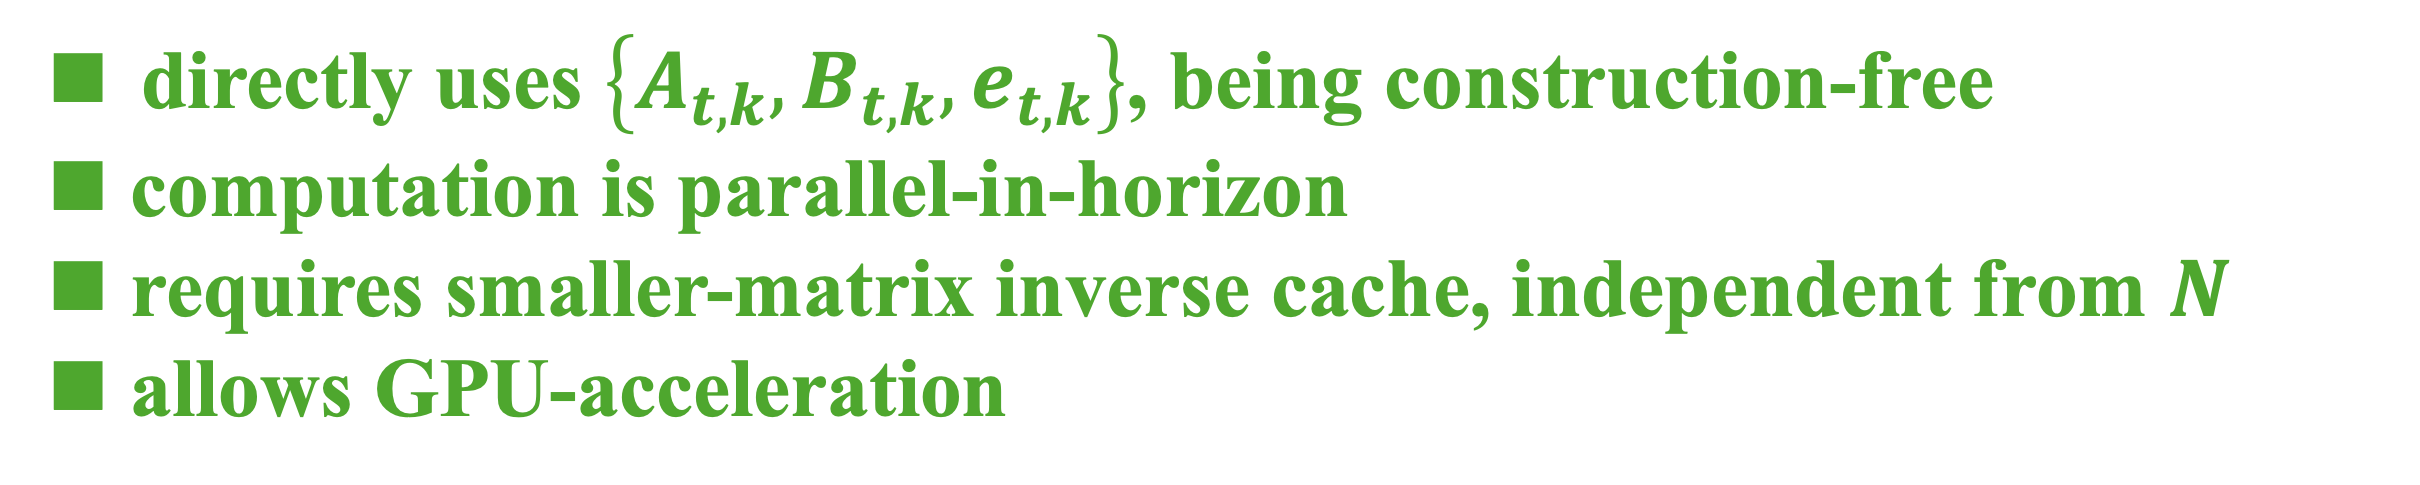 ■ directly uses {A_{t,k}, B_{t,k}, e_{t,k}}, being construction-free
■ computation is parallel-in-horizon
■ requires smaller-matrix inverse cache, independent from N
■ allows GPU-acceleration